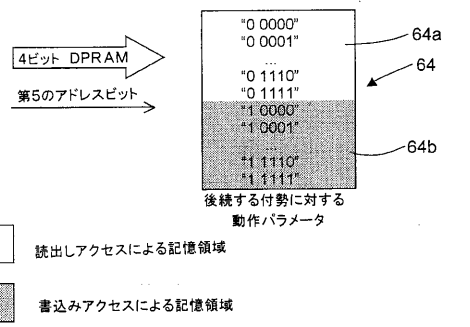 "0 0000"
"0 0001"
...
"0 1110"
"0 1111"
"1 0000"
"1 0001"
...
"1 1110"
"1 1111"
64a
64
64b
4ビット DPRAM
第5のアドレスビット
後続する付勢に対する
動作パラメータ
読出しアクセスによる記憶領域
書込みアクセスによる記憶領域